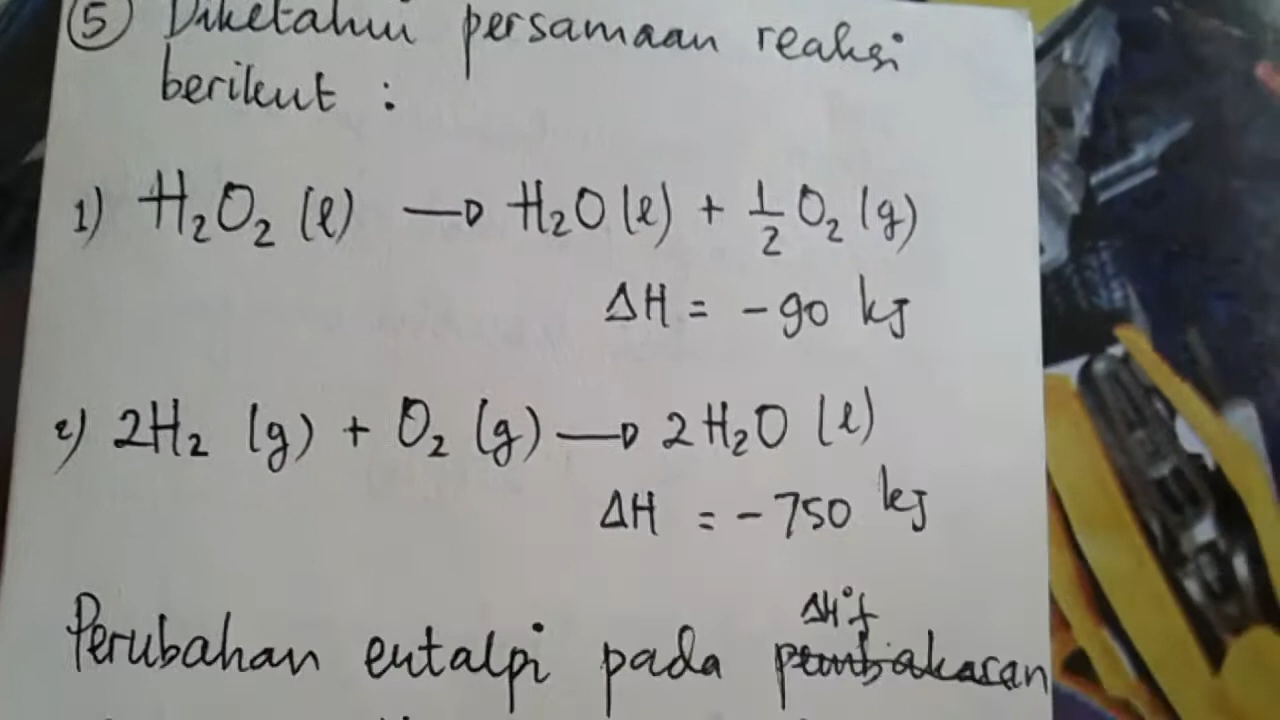 ⑤ Diketahui persamaan reaksi
berikut :
1) H₂O₂ (l) → H₂O (l) + 1/2 O₂ (g)
ΔH = -90 kJ
2) 2H₂ (g) + O₂ (g) → 2H₂O (l)
ΔH = -750 kJ
ΔH°f
Perubahan entalpi pada pembakaran